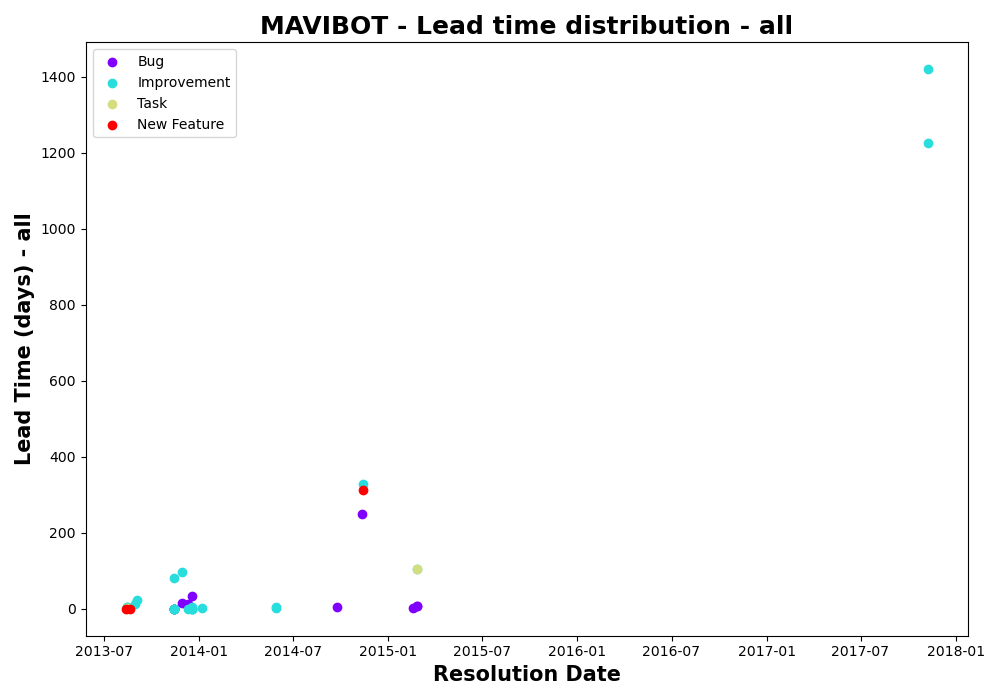 MAVIBOT - Lead time distribution - all
Bug
Improvement
Task
New Feature
Lead Time (days) - all
1400
1200
1000
800
600
400
200
0
2013-07 2014-01 2014-07 2015-01 2015-07 2016-01 2016-07 2017-01 2017-07 2018-01
Resolution Date